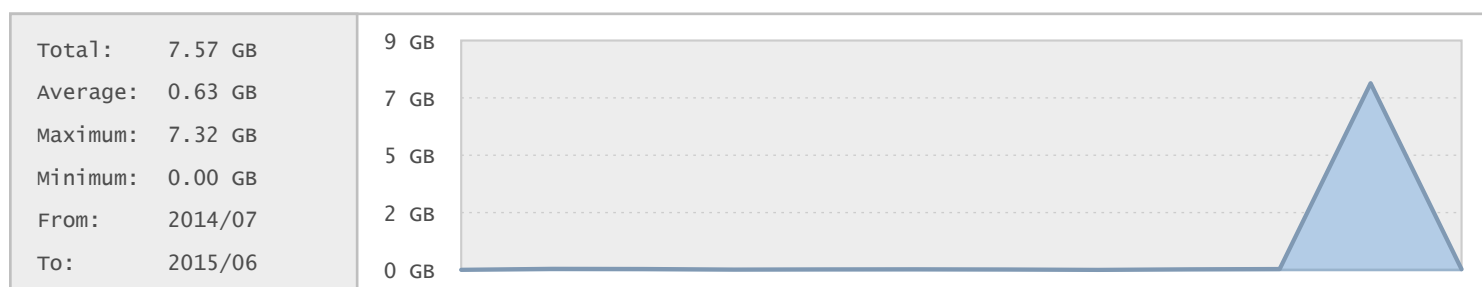 Total: 7.57 GB
Average: 0.63 GB
Maximum: 7.32 GB
Minimum: 0.00 GB
From: 2014/07
To: 2015/06
9 GB
7 GB
5 GB
2 GB
0 GB